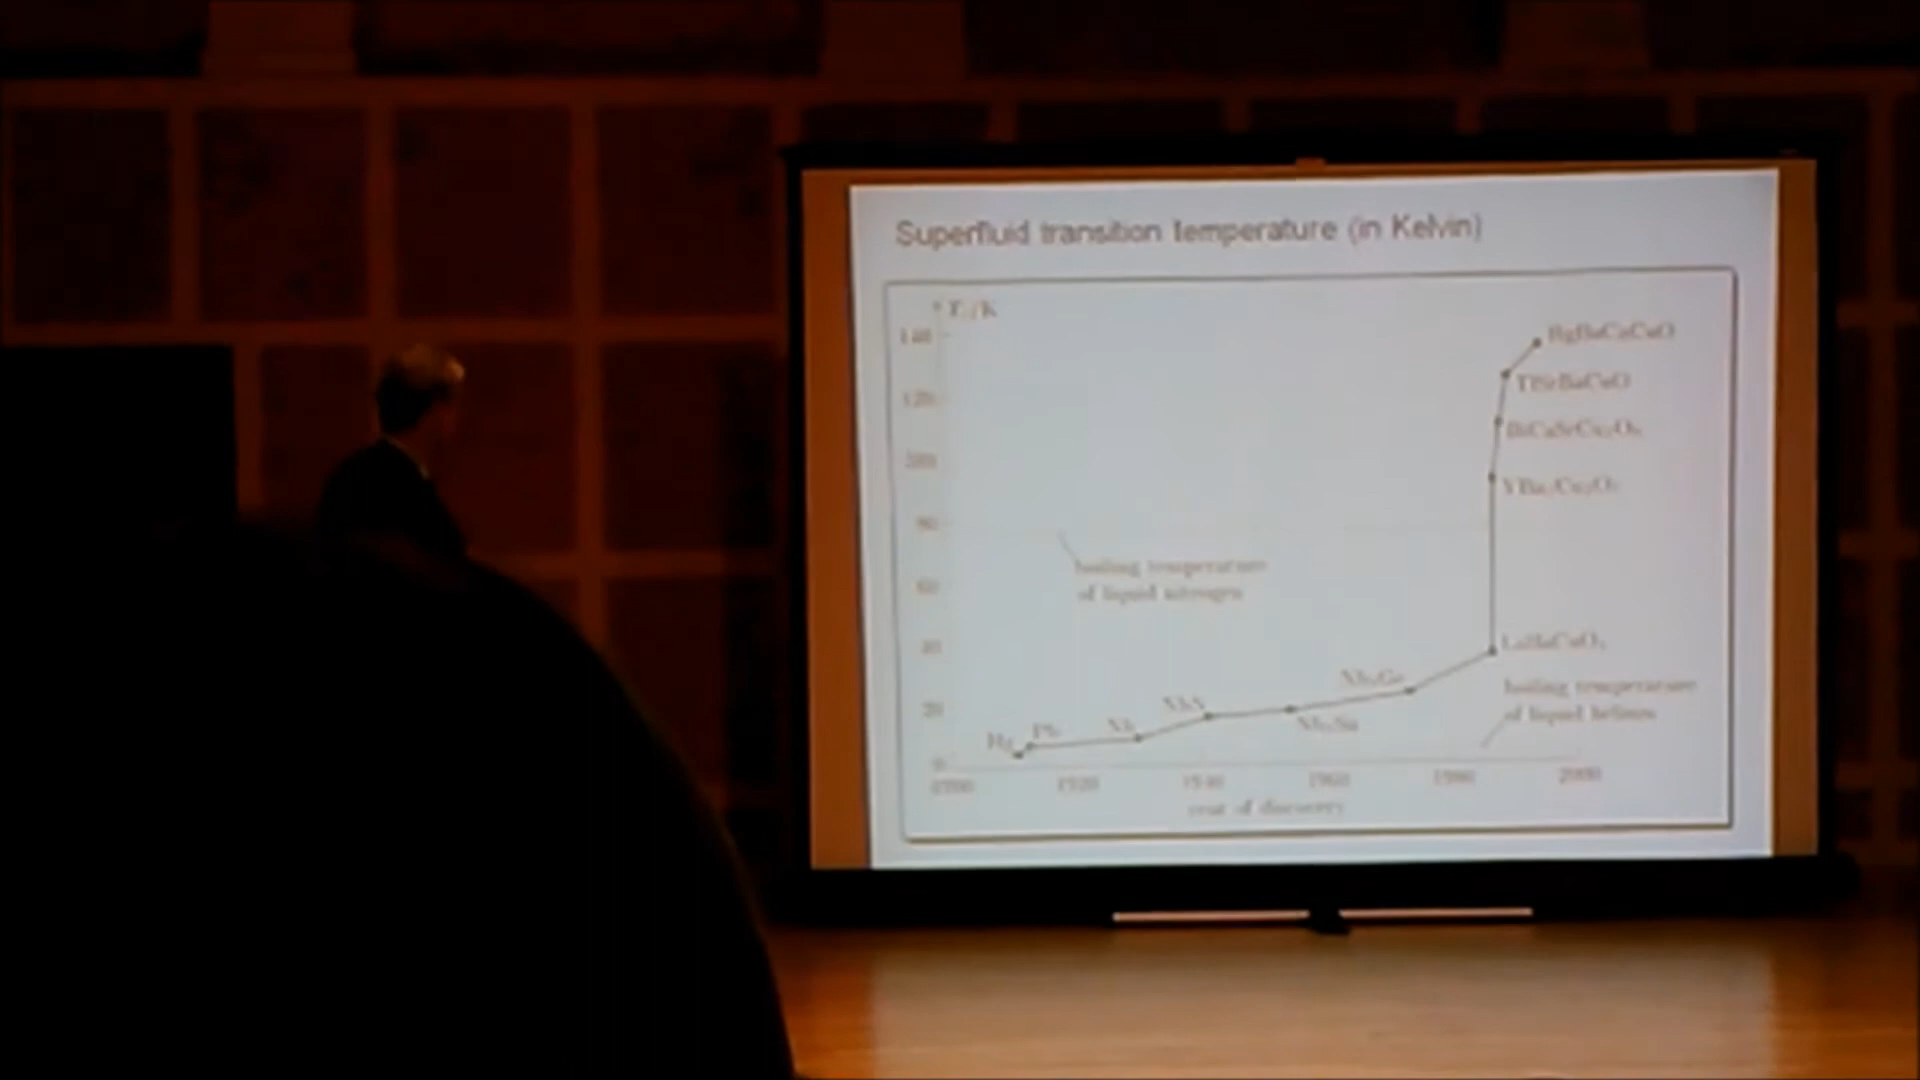 Superfluid transition temperature (in Kelvin)
140
HgBaCaCuO
TlSrBaCuO
120
BiCaSrCu₂O₉
100
YBa₂Cu₃O₇
80
boiling temperature
of liquid nitrogen
60
40
Nb₃Ge
boiling temperature
20
NbN
of liquid helium
Nb₃Sn
Hg
Pb
Nb
0
1900
1920
1940
1960
1980
2000
year of discovery